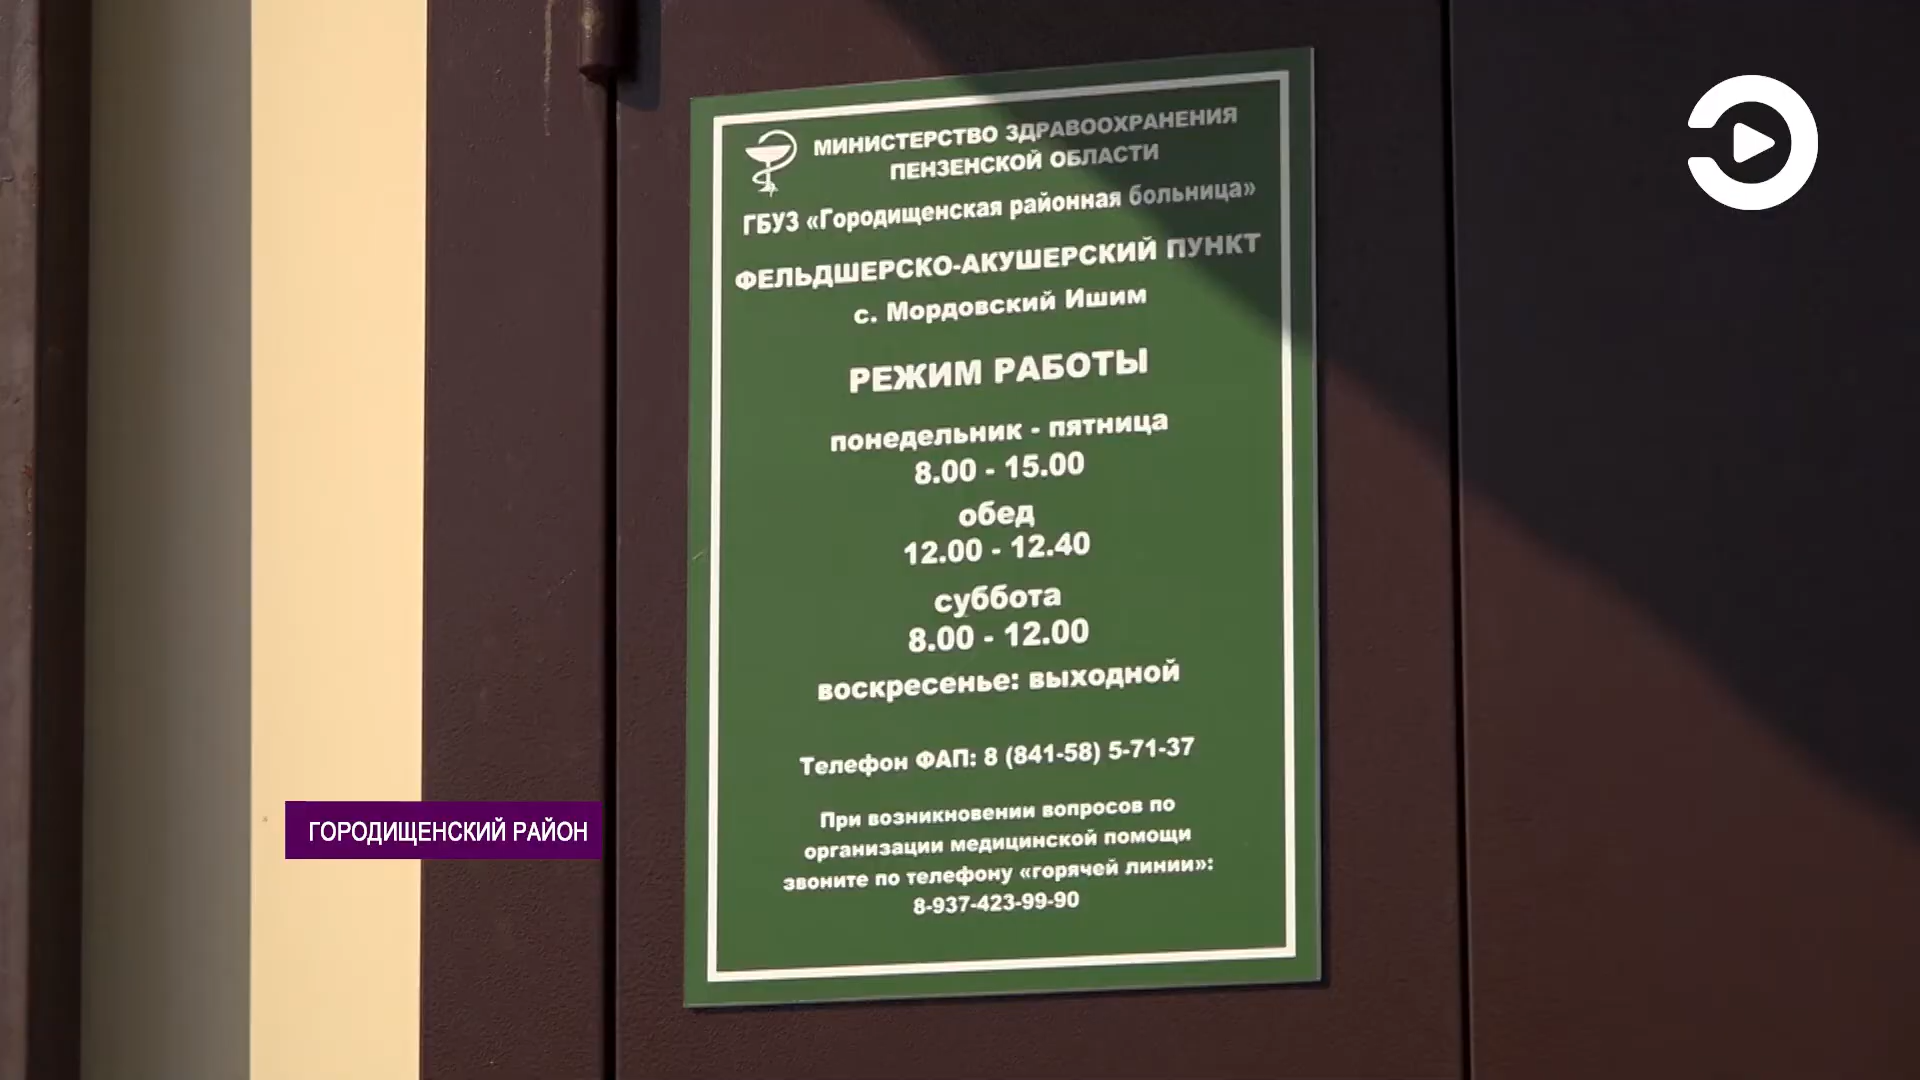 МИНИСТЕРСТВО ЗДРАВООХРАНЕНИЯ
ПЕНЗЕНСКОЙ ОБЛАСТИ
ГБУЗ «Городищенская районная больница»
ФЕЛЬДШЕРСКО-АКУШЕРСКИЙ ПУНКТ
с. Мордовский Ишим
РЕЖИМ РАБОТЫ
понедельник - пятница
8.00 - 15.00
обед
12.00 - 12.40
суббота
8.00 - 12.00
воскресенье: выходной
Телефон ФАП: 8 (841-58) 5-71-37
При возникновении вопросов по
организации медицинской помощи
звоните по телефону «горячей линии»:
8-937-423-99-90
ГОРОДИЩЕНСКИЙ РАЙОН